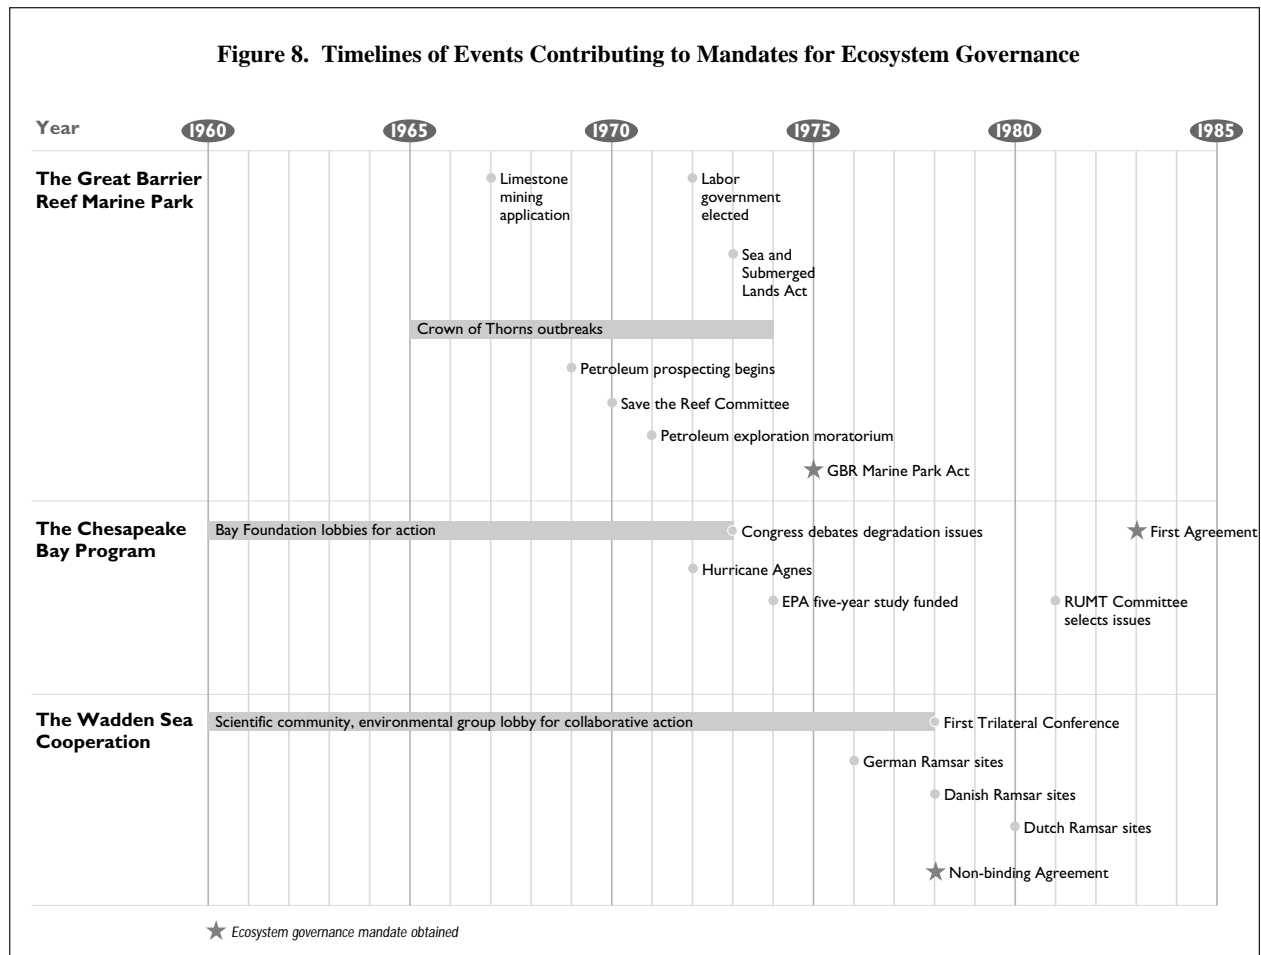 Figure 8. Timelines of Events Contributing to Mandates for Ecosystem Governance
Year
1960
1965
1970
1975
1980
1985
The Great Barrier
Reef Marine Park
Limestone
mining
application
Labor
government
elected
Sea and
Submerged
Lands Act
Crown of Thorns outbreaks
Petroleum prospecting begins
Save the Reef Committee
Petroleum exploration moratorium
GBR Marine Park Act
The Chesapeake
Bay Program
Bay Foundation lobbies for action
Congress debates degradation issues
First Agreement
Hurricane Agnes
EPA five-year study funded
RUMT Committee
selects issues
The Wadden Sea
Cooperation
Scientific community, environmental group lobby for collaborative action
First Trilateral Conference
German Ramsar sites
Danish Ramsar sites
Dutch Ramsar sites
Non-binding Agreement
Ecosystem governance mandate obtained